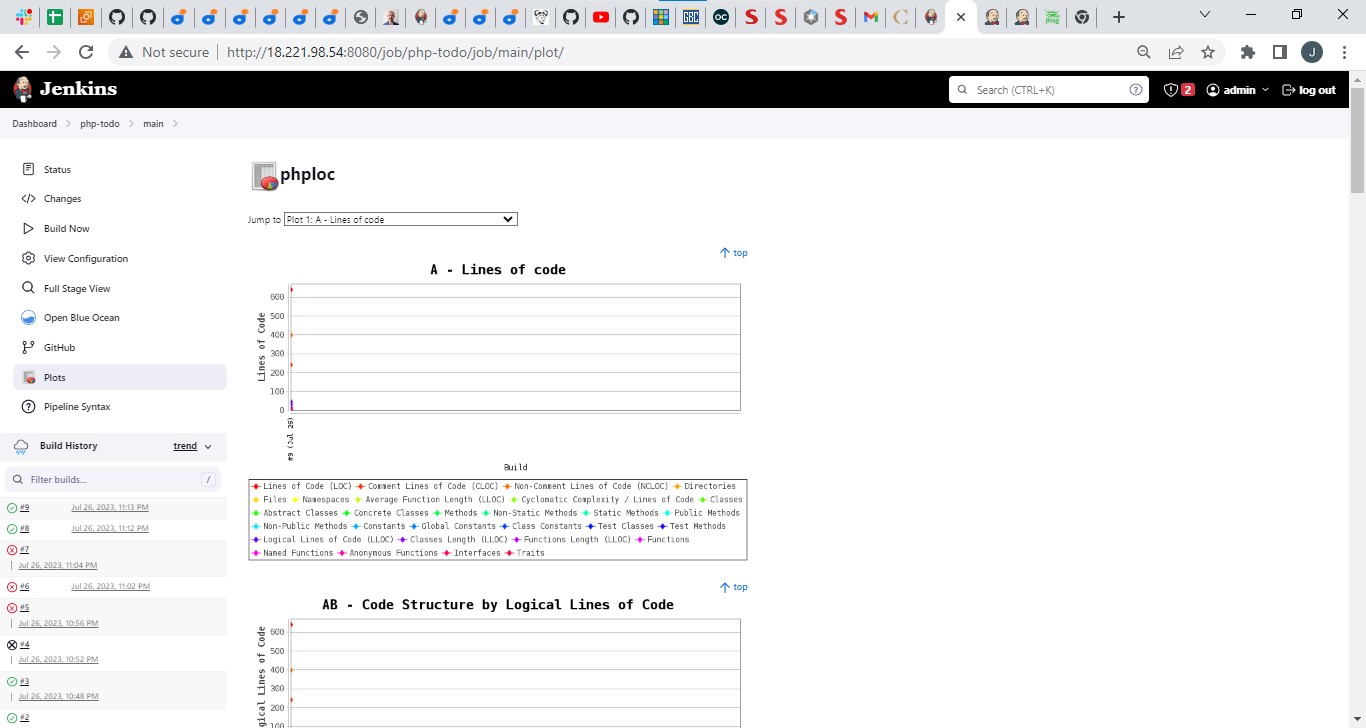 Not secure | http://18.221.98.54:8080/job/php-todo/job/main/plot/
J
Jenkins
Search (CTRL+K)
2
admin
log out
Dashboard > php-todo > main >
Status
Changes
Build Now
View Configuration
Full Stage View
Open Blue Ocean
GitHub
Plots
Pipeline Syntax
Build History
trend
Filter builds...
/
#9 Jul 26, 2023, 11:13 PM
#8 Jul 26, 2023, 11:12 PM
#7
| Jul 26, 2023, 11:04 PM
#6 Jul 26, 2023, 11:02 PM
#5
| Jul 26, 2023, 10:56 PM
#4
| Jul 26, 2023, 10:52 PM
#3
| Jul 26, 2023, 10:48 PM
#2
phploc
Jump to Plot 1: A - Lines of code
top
A - Lines of code
Lines of Code
600
500
400
300
200
100
0
#9 (Jul 26)
Build
Lines of Code (LOC) Comment Lines of Code (CLOC) Non-Comment Lines of Code (NCLOC) Directories
Files Namespaces Average Function Length (LLOC) Cyclomatic Complexity / Lines of Code Classes
Abstract Classes Concrete Classes Methods Non-Static Methods Static Methods Public Methods
Non-Public Methods Constants Global Constants Class Constants Test Classes Test Methods
Logical Lines of Code (LLOC) Classes Length (LLOC) Functions Length (LLOC) Functions
Named Functions Anonymous Functions Interfaces Traits
top
AB - Code Structure by Logical Lines of Code
gical Lines of Code
600
500
400
300
200
100